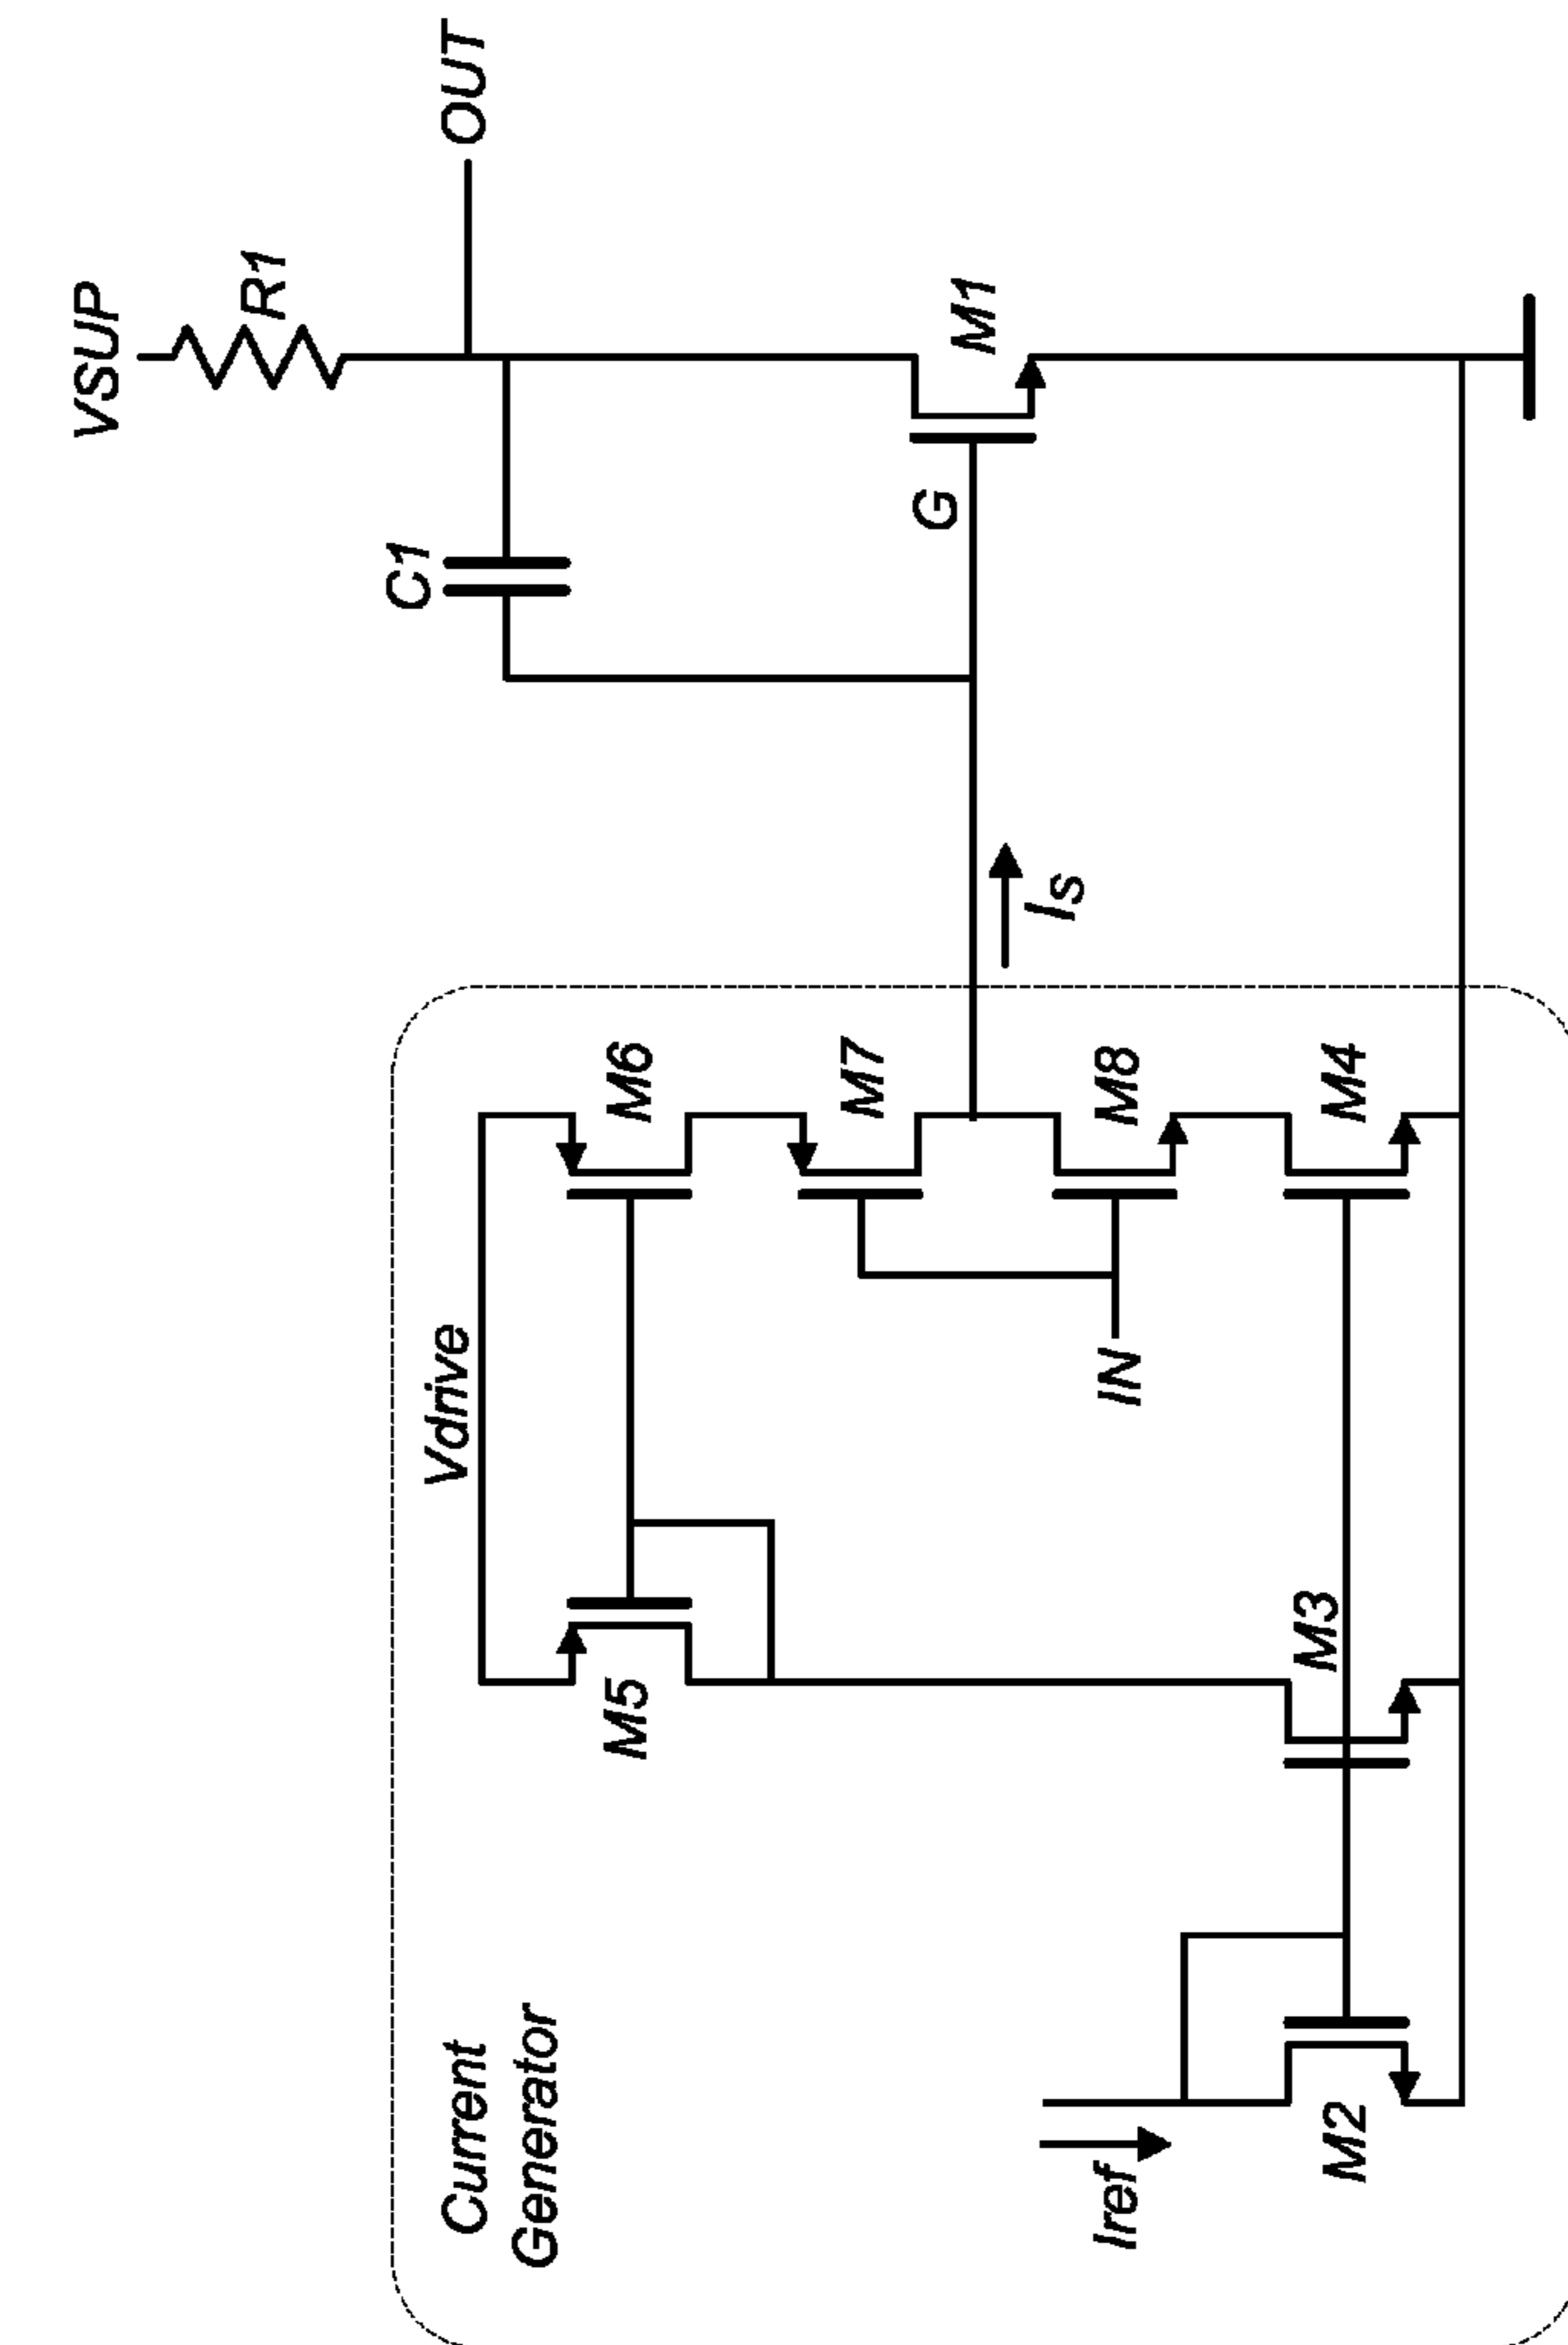 VSUP
R1
OUT
C1
G
M1
Is
Current
Generator
Vdrive
M5
M6
M7
IN
M8
Iref
M2
M3
M4